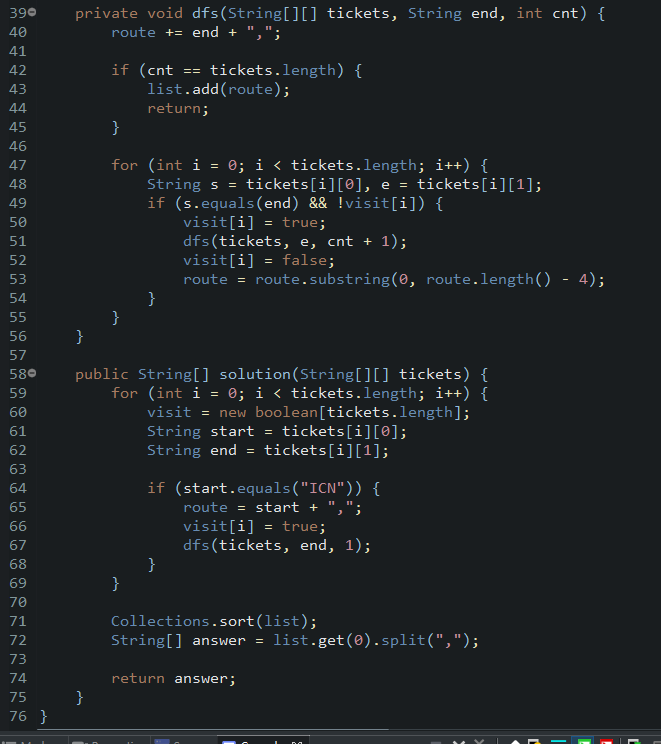 39 private void dfs(String[][] tickets, String end, int cnt) {
40 route += end + ",";
41
42 if (cnt == tickets.length) {
43 list.add(route);
44 return;
45 }
46
47 for (int i = 0; i < tickets.length; i++) {
48 String s = tickets[i][0], e = tickets[i][1];
49 if (s.equals(end) && !visit[i]) {
50 visit[i] = true;
51 dfs(tickets, e, cnt + 1);
52 visit[i] = false;
53 route = route.substring(0, route.length() - 4);
54 }
55 }
56 }
57
58 public String[] solution(String[][] tickets) {
59 for (int i = 0; i < tickets.length; i++) {
60 visit = new boolean[tickets.length];
61 String start = tickets[i][0];
62 String end = tickets[i][1];
63
64 if (start.equals("ICN")) {
65 route = start + ",";
66 visit[i] = true;
67 dfs(tickets, end, 1);
68 }
69 }
70
71 Collections.sort(list);
72 String[] answer = list.get(0).split(",");
73
74 return answer;
75 }
76 }